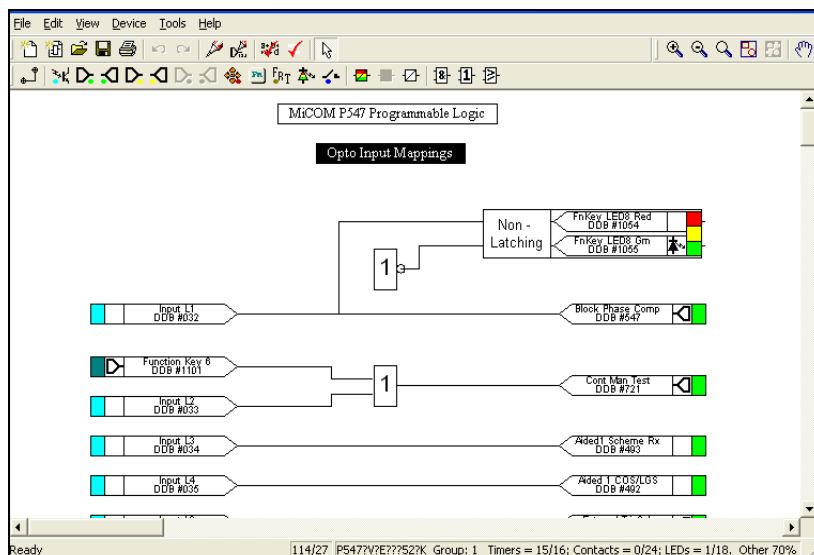 File Edit View Device Tools Help
MiCOM P547 Programmable Logic
Opto Input Mappings
Non -
Latching
FnKey LED8 Red
DDB #1054
FnKey LED8 Grn
DDB #1055
1
Input L1
DDB #032
Block Phase Comp
DDB #547
Function Key 6
DDB #1101
1
Cont Man Test
DDB #721
Input L2
DDB #033
Input L3
DDB #034
Aided1 Scheme Rx
DDB #493
Input L4
DDB #035
Aided 1 COS/LGS
DDB #492
Ready
114/27 P547?V?E???52?K Group: 1 Timers = 15/16; Contacts = 0/24; LEDs = 1/18. Other 70%